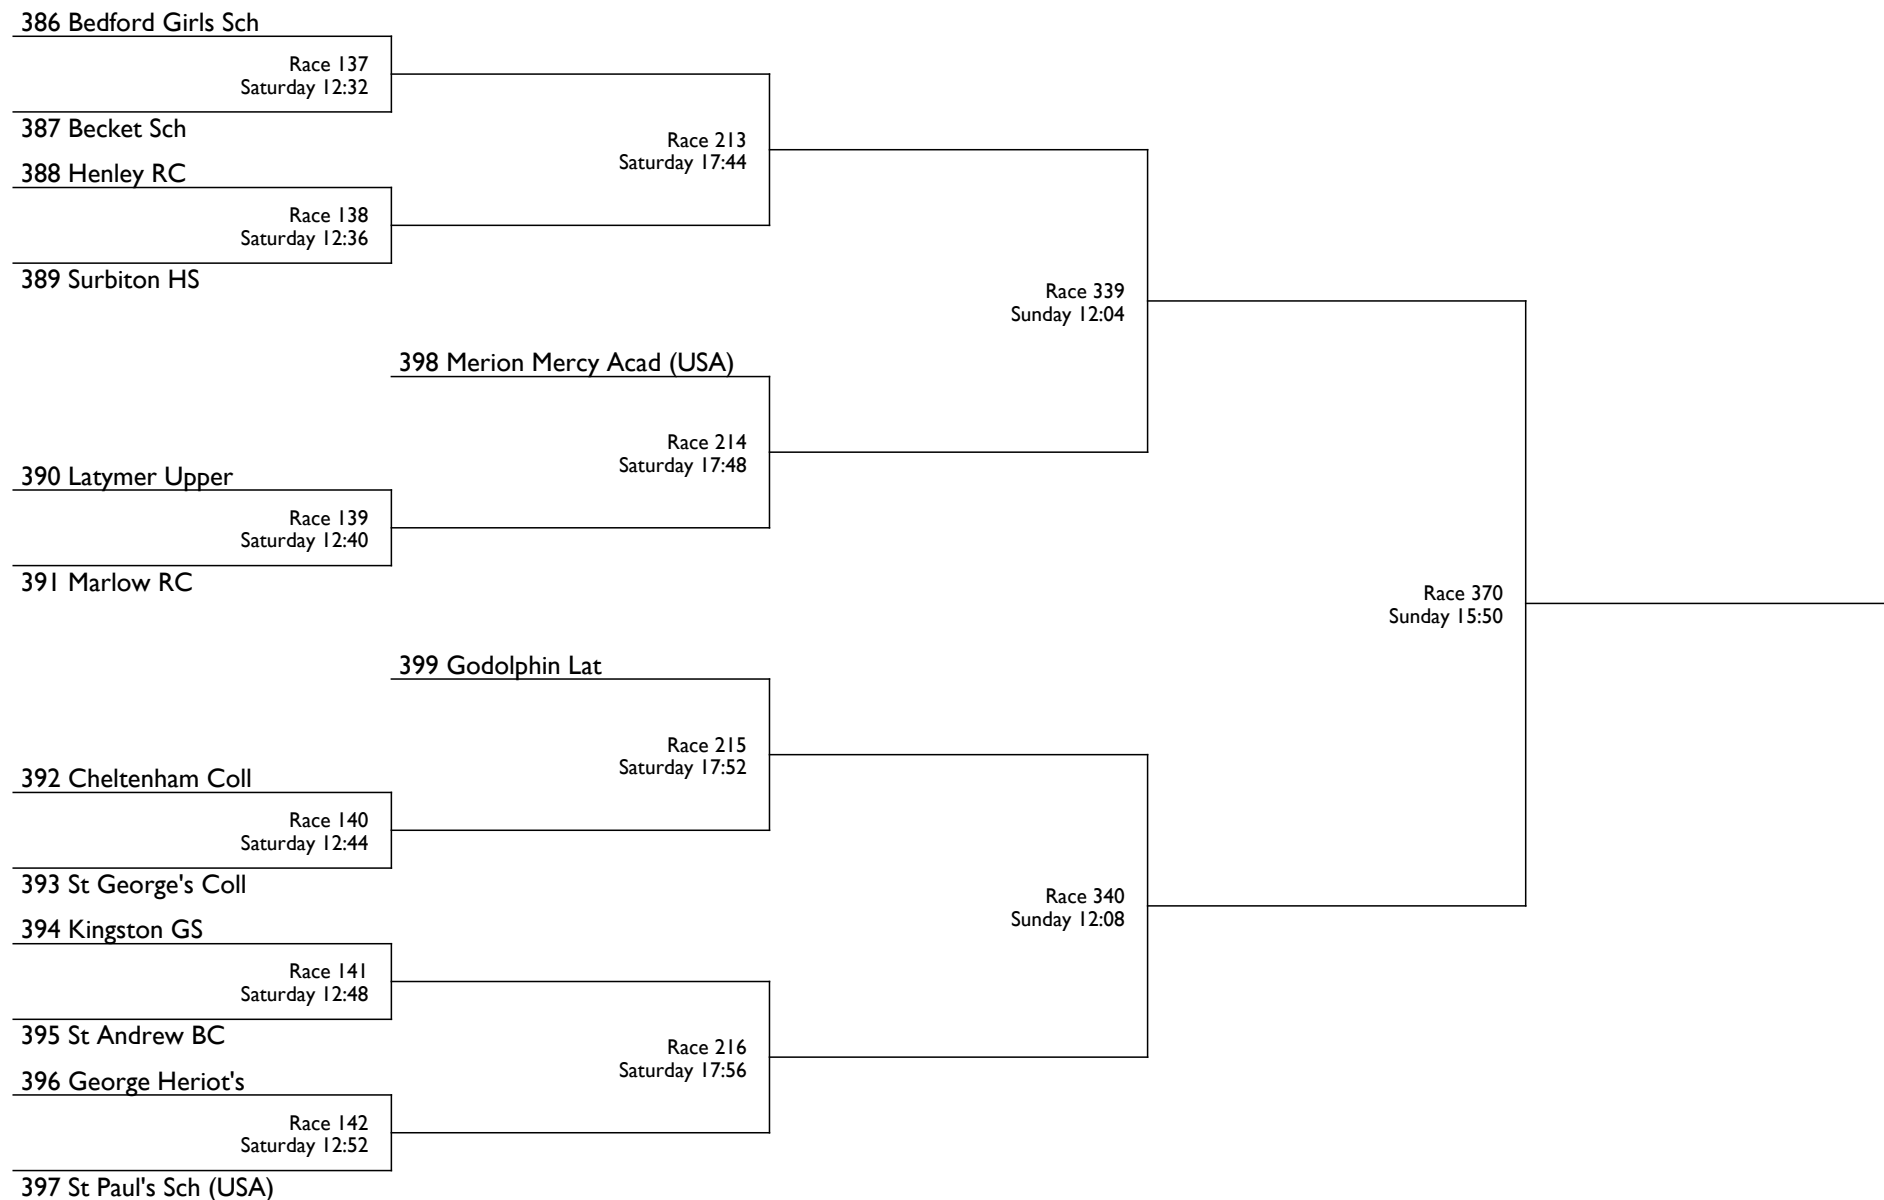 386 Bedford Girls Sch
Race 137
Saturday 12:32
387 Becket Sch
Race 213
Saturday 17:44
388 Henley RC
Race 138
Saturday 12:36
389 Surbiton HS
Race 339
Sunday 12:04
398 Merion Mercy Acad (USA)
Race 214
Saturday 17:48
390 Latymer Upper
Race 139
Saturday 12:40
391 Marlow RC
Race 370
Sunday 15:50
399 Godolphin Lat
Race 215
Saturday 17:52
392 Cheltenham Coll
Race 140
Saturday 12:44
393 St George's Coll
Race 340
Sunday 12:08
394 Kingston GS
Race 141
Saturday 12:48
395 St Andrew BC
Race 216
Saturday 17:56
396 George Heriot's
Race 142
Saturday 12:52
397 St Paul's Sch (USA)